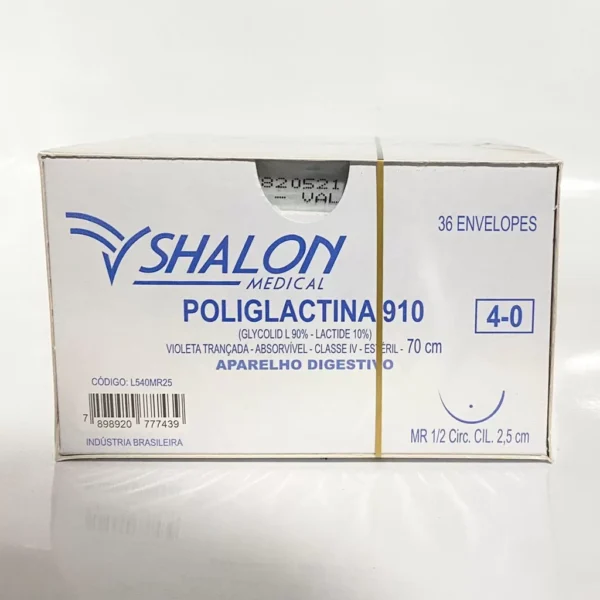 820521
— VAL
36 ENVELOPES
SHALON
MEDICAL
POLIGLACTINA 910
4-0
(GLYCOLID L 90% - LACTIDE 10%)
VIOLETA TRANÇADA - ABSORVÍVEL - CLASSE IV - ESTÉRIL - 70 cm
APARELHO DIGESTIVO
CÓDIGO: L540MR25
7 898920 777439
INDÚSTRIA BRASILEIRA
MR 1/2 Circ. CIL. 2,5 cm